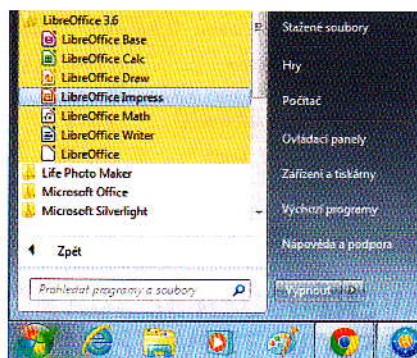 LibreOffice 3.6
LibreOffice Base
LibreOffice Calc
LibreOffice Draw
LibreOffice Impress
LibreOffice Math
LibreOffice Writer
LibreOffice
Life Photo Maker
Microsoft Office
Microsoft Silverlight
Zpět
Prohledat programy a soubory
Stažené soubory
Hry
Počítač
Ovládací panely
Zařízení a tiskárny
Výchozí programy
Nápověda a podpora
Vypnout